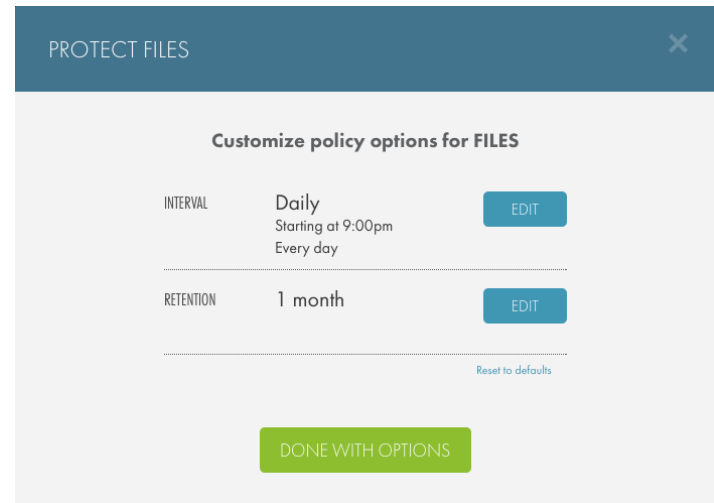 PROTECT FILES
Customize policy options for FILES
INTERVAL Daily EDIT
Starting at 9:00pm
Every day
RETENTION 1 month EDIT
Reset to defaults
DONE WITH OPTIONS